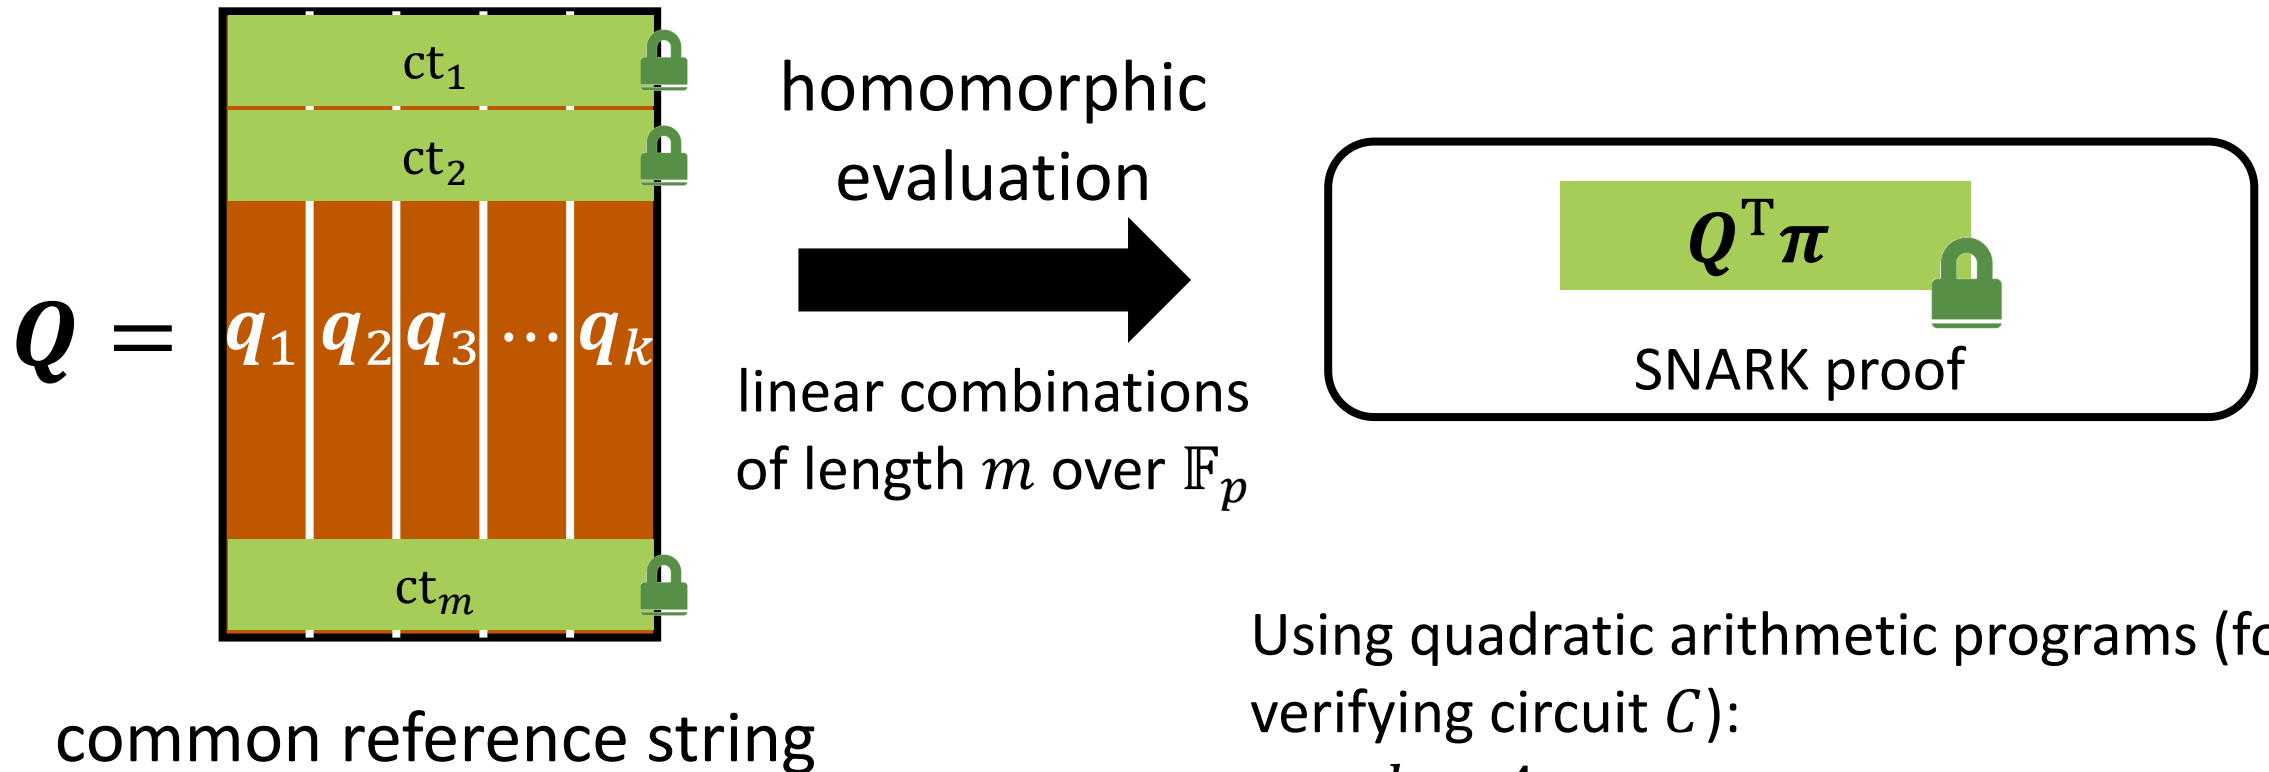 ct₁
ct₂
Q = q₁ q₂ q₃ ⋯ qₖ
ctₘ
common reference string
homomorphic
evaluation
linear combinations
of length m over 𝔽ₚ
Qᵀπ
SNARK proof
Using quadratic arithmetic programs (fo
verifying circuit C):